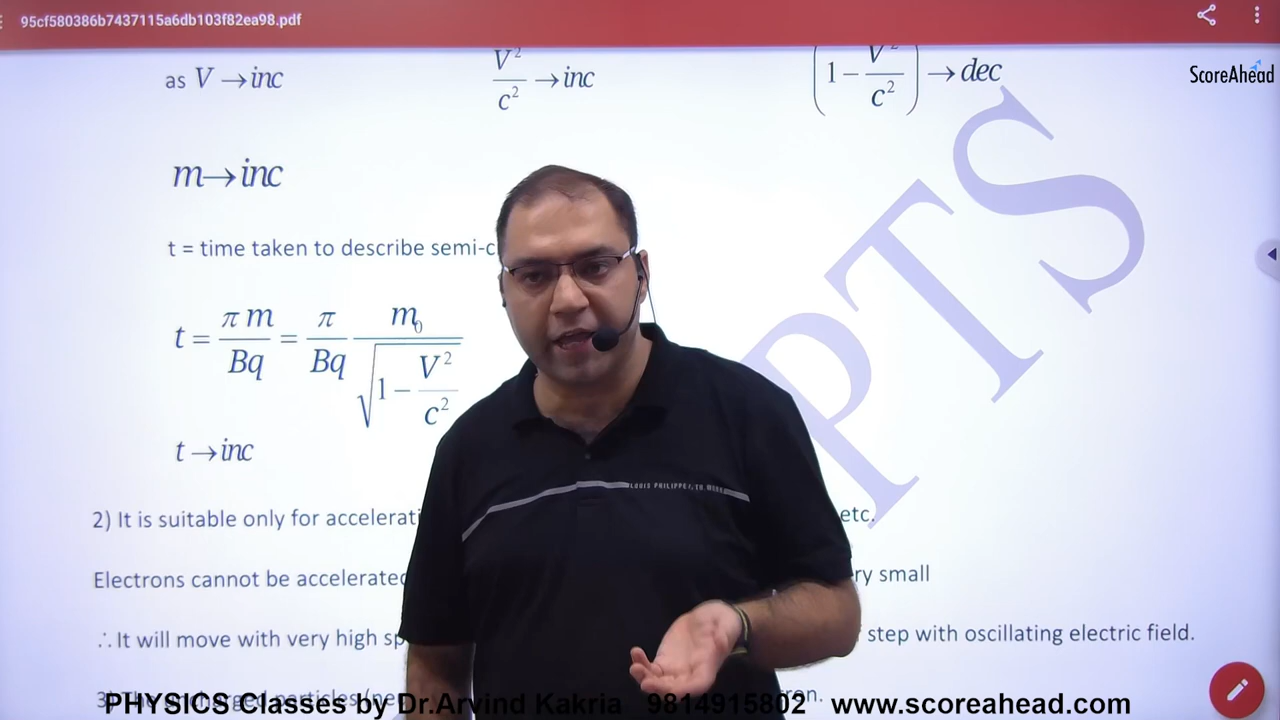 95cf580386b7437115a6db103f82ea98.pdf
ScoreAhead
as V → inc
V²/c² → inc
(1 − V²/c²) → dec
m → inc
t = time taken to describe semi-c
t = πm/Bq = π/Bq m₀/√(1 − V²/c²)
t → inc
PTS
LOUIS PHILIPPE
2) It is suitable only for accelerati etc.
Electrons cannot be accelerated ry small
∴ It will move with very high sp step with oscillating electric field.
PHYSICS Classes by Dr.Arvind Kakria 9814915802 www.scoreahead.com